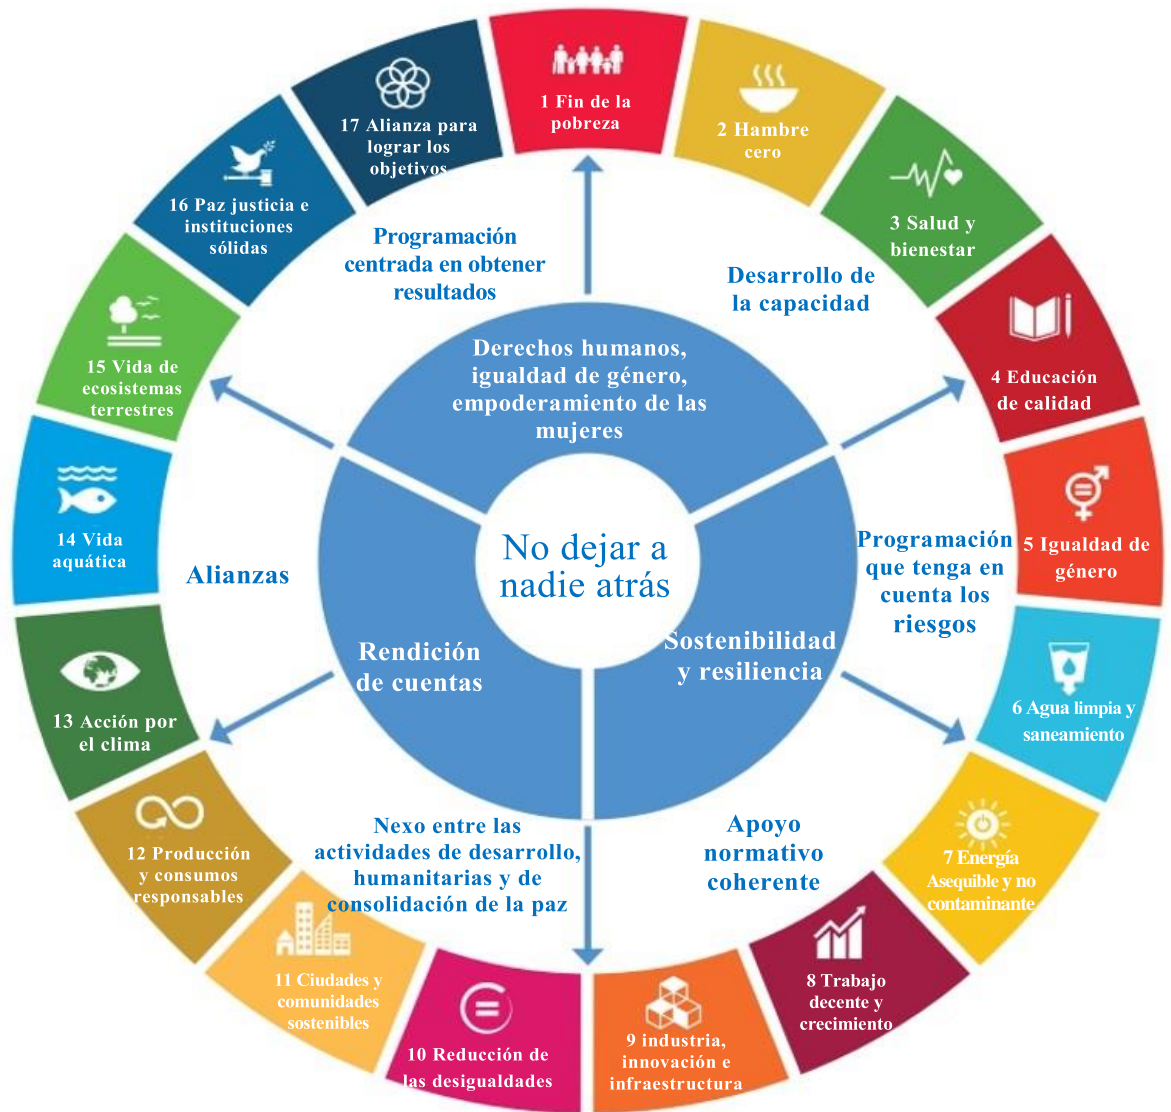 1 Fin de la
pobreza
2 Hambre
cero
3 Salud y
bienestar
4 Educación
de calidad
5 Igualdad de
género
6 Agua limpia y
saneamiento
7 Energía
Asequible y no
contaminante
8 Trabajo
decente y
crecimiento
9 industria,
innovación e
infraestructura
10 Reducción de
las desigualdades
11 Ciudades y
comunidades
sostenibles
12 Producción
y consumos
responsables
13 Acción por
el clima
14 Vida
aquática
15 Vida de
ecosistemas
terrestres
16 Paz justicia e
instituciones
sólidas
17 Alianza para
lograr los
objetivos
Programación
centrada en obtener
resultados
Desarrollo de
la capacidad
Programación
que tenga en
cuenta los
riesgos
Apoyo
normativo
coherente
Nexo entre las
actividades de desarrollo,
humanitarias y de
consolidación de la paz
Alianzas
Derechos humanos,
igualdad de género,
empoderamiento de las
mujeres
Sostenibilidad
y resiliencia
Rendición
de cuentas
No dejar a
nadie atrás